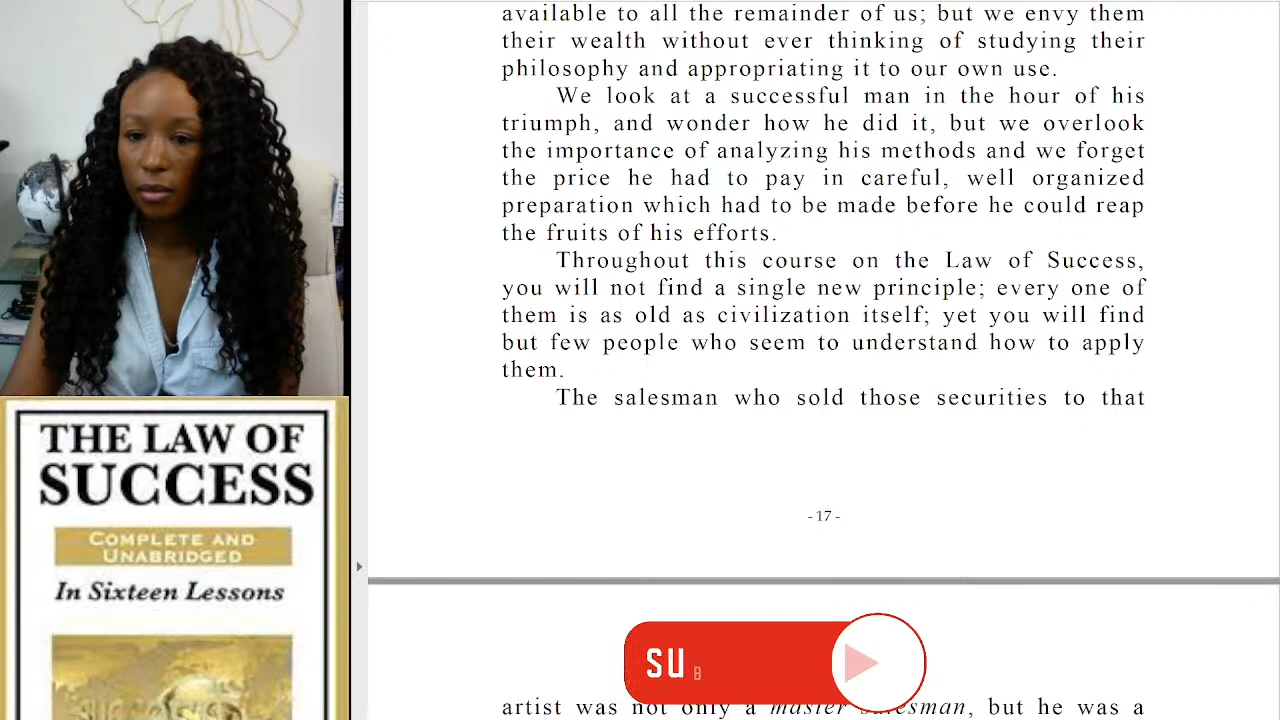 available to all the remainder of us; but we envy them
their wealth without ever thinking of studying their
philosophy and appropriating it to our own use.
We look at a successful man in the hour of his
triumph, and wonder how he did it, but we overlook
the importance of analyzing his methods and we forget
the price he had to pay in careful, well organized
preparation which had to be made before he could reap
the fruits of his efforts.
Throughout this course on the Law of Success,
you will not find a single new principle; every one of
them is as old as civilization itself; yet you will find
but few people who seem to understand how to apply
them.
The salesman who sold those securities to that
- 17 -
artist was not only a master salesman, but he was a
SUB
THE LAW OF
SUCCESS
COMPLETE AND
UNABRIDGED
In Sixteen Lessons